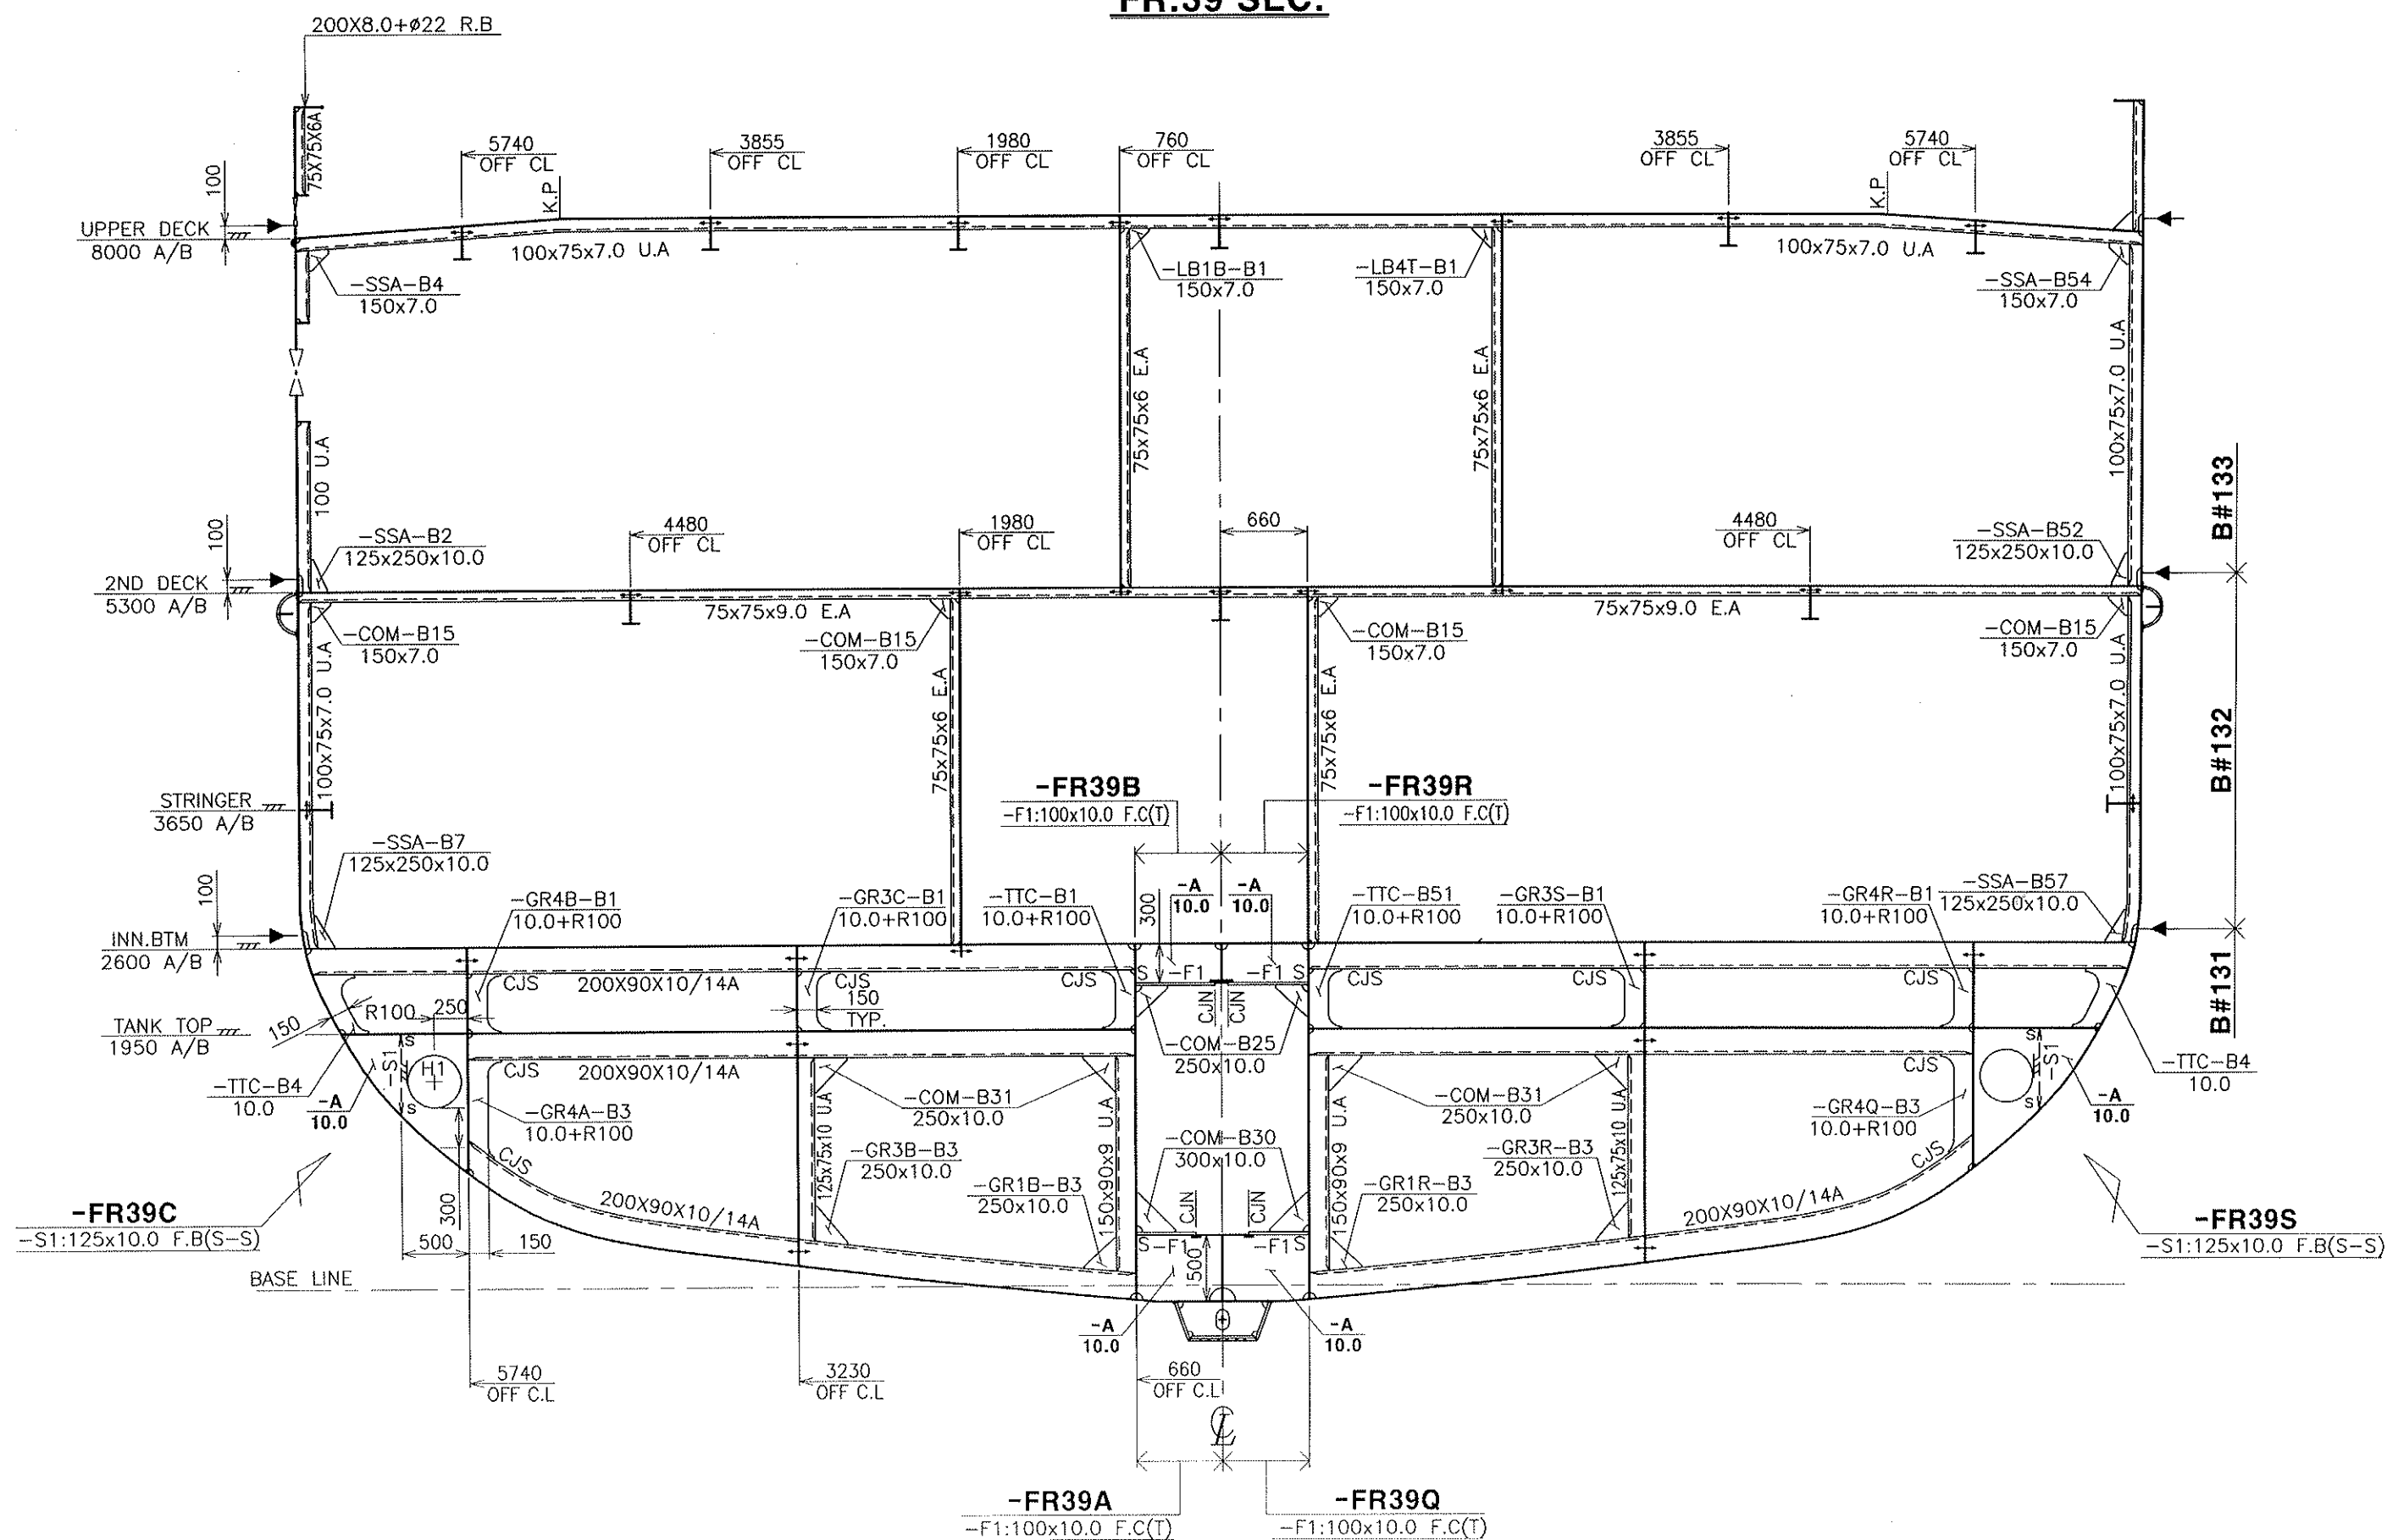 FR.39 SEC.
200X8.0+ø22 R.B
75X75X6A
100
UPPER DECK
8000 A/B
5740
OFF CL
K.P
3855
OFF CL
1980
OFF CL
760
OFF CL
3855
OFF CL
5740
OFF CL
K.P
100x75x7.0 U.A
100x75x7.0 U.A
-SSA-B4
150x7.0
-LB1B-B1
150x7.0
-LB4T-B1
150x7.0
-SSA-B54
150x7.0
75x75x6 E.A
75x75x6 E.A
100x75x7.0 U.A
100 U.A
B#133
100
-SSA-B2
125x250x10.0
4480
OFF CL
1980
OFF CL
660
4480
OFF CL
-SSA-B52
125x250x10.0
2ND DECK
5300 A/B
75x75x9.0 E.A
75x75x9.0 E.A
-COM-B15
150x7.0
-COM-B15
150x7.0
-COM-B15
150x7.0
-COM-B15
150x7.0
100x75x7.0 U.A
75x75x6 E.A
75x75x6 E.A
100x75x7.0 U.A
B#132
-FR39B
-F1:100x10.0 F.C(T)
-FR39R
-F1:100x10.0 F.C(T)
STRINGER
3650 A/B
-SSA-B7
125x250x10.0
100
-GR4B-B1
10.0+R100
-GR3C-B1
10.0+R100
-TTC-B1
10.0+R100
300
-A
10.0
-A
10.0
-TTC-B51
10.0+R100
-GR3S-B1
10.0+R100
-GR4R-B1
10.0+R100
-SSA-B57
125x250x10.0
INN.BTM
2600 A/B
S
-F1
-F1
S
CJS
200X90X10/14A
CJS
CJN
CJN
CJS
CJS
CJS
B#131
150
R100
250
150
TYP.
TANK TOP
1950 A/B
-COM-B25
250x10.0
-TTC-B4
10.0
-A
10.0
S
-S1
S
H1
CJS
200X90X10/14A
-GR4A-B3
10.0+R100
-COM-B31
250x10.0
-COM-B31
250x10.0
CJS
-GR4Q-B3
10.0+R100
S
-S1
S
-TTC-B4
10.0
-A
10.0
125x75x10 UA
150x90x9 U.A
150x90x9 U.A
125x75x10 UA
-COM-B30
300x10.0
CJS
-GR3B-B3
250x10.0
-GR1B-B3
250x10.0
CJN
CJN
-GR3R-B3
250x10.0
-GR1R-B3
250x10.0
CJS
-FR39C
-S1:125x10.0 F.B(S-S)
300
500
150
200X90X10/14A
S
-F1
-F1
S
1500
200X90X10/14A
-FR39S
-S1:125x10.0 F.B(S-S)
BASE LINE
-A
10.0
-A
10.0
5740
OFF C.L
3230
OFF C.L
660
OFF C.L
CL
-FR39A
-F1:100x10.0 F.C(T)
-FR39Q
-F1:100x10.0 F.C(T)